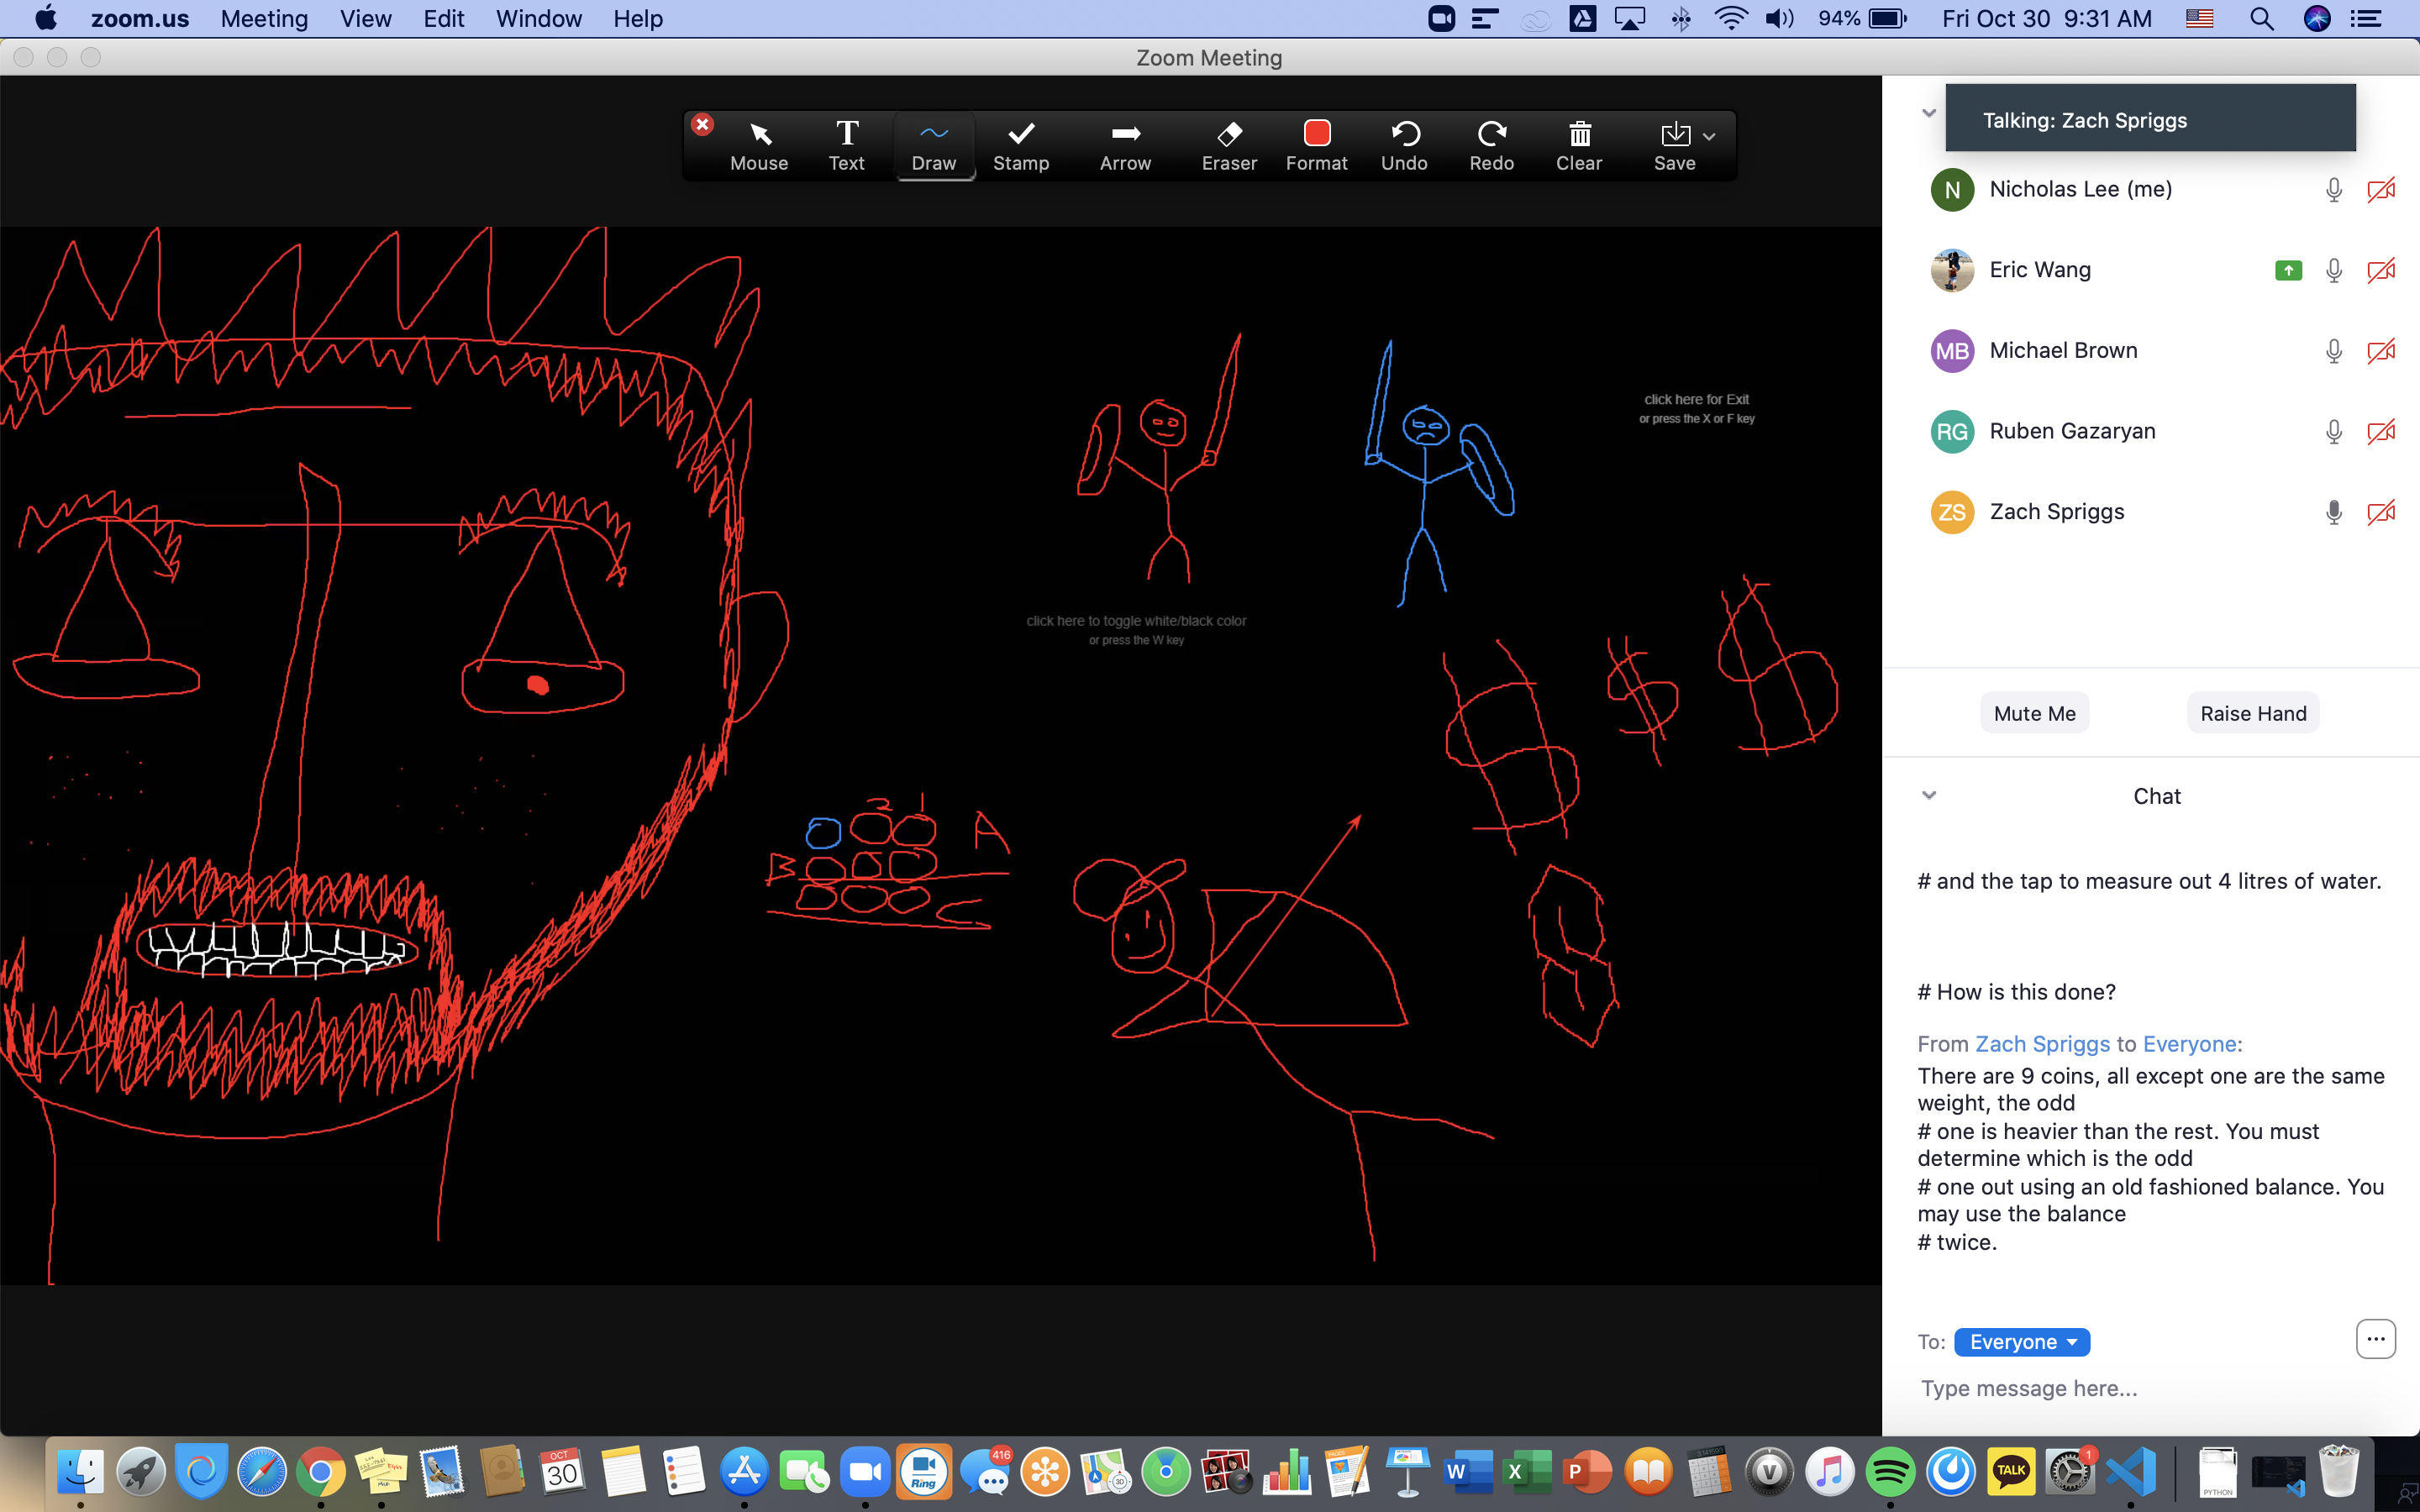 zoom.us Meeting View Edit Window Help 94% Fri Oct 30 9:31 AM
Zoom Meeting
Mouse Text Draw Stamp Arrow Eraser Format Undo Redo Clear Save
Talking: Zach Spriggs
N Nicholas Lee (me)
Eric Wang
MB Michael Brown
RG Ruben Gazaryan
ZS Zach Spriggs
click here for Exit
or press the X or F key
click here to toggle white/black color
or press the W key
$ $ $
2 1
A
B
C
Mute Me Raise Hand
Chat
# and the tap to measure out 4 litres of water.
# How is this done?
From Zach Spriggs to Everyone:
There are 9 coins, all except one are the same
weight, the odd
# one is heavier than the rest. You must
determine which is the odd
# one out using an old fashioned balance. You
may use the balance
# twice.
To: Everyone
Type message here...
OCT
30
Ring
416
W X P
V
TALK
1
PYTHON